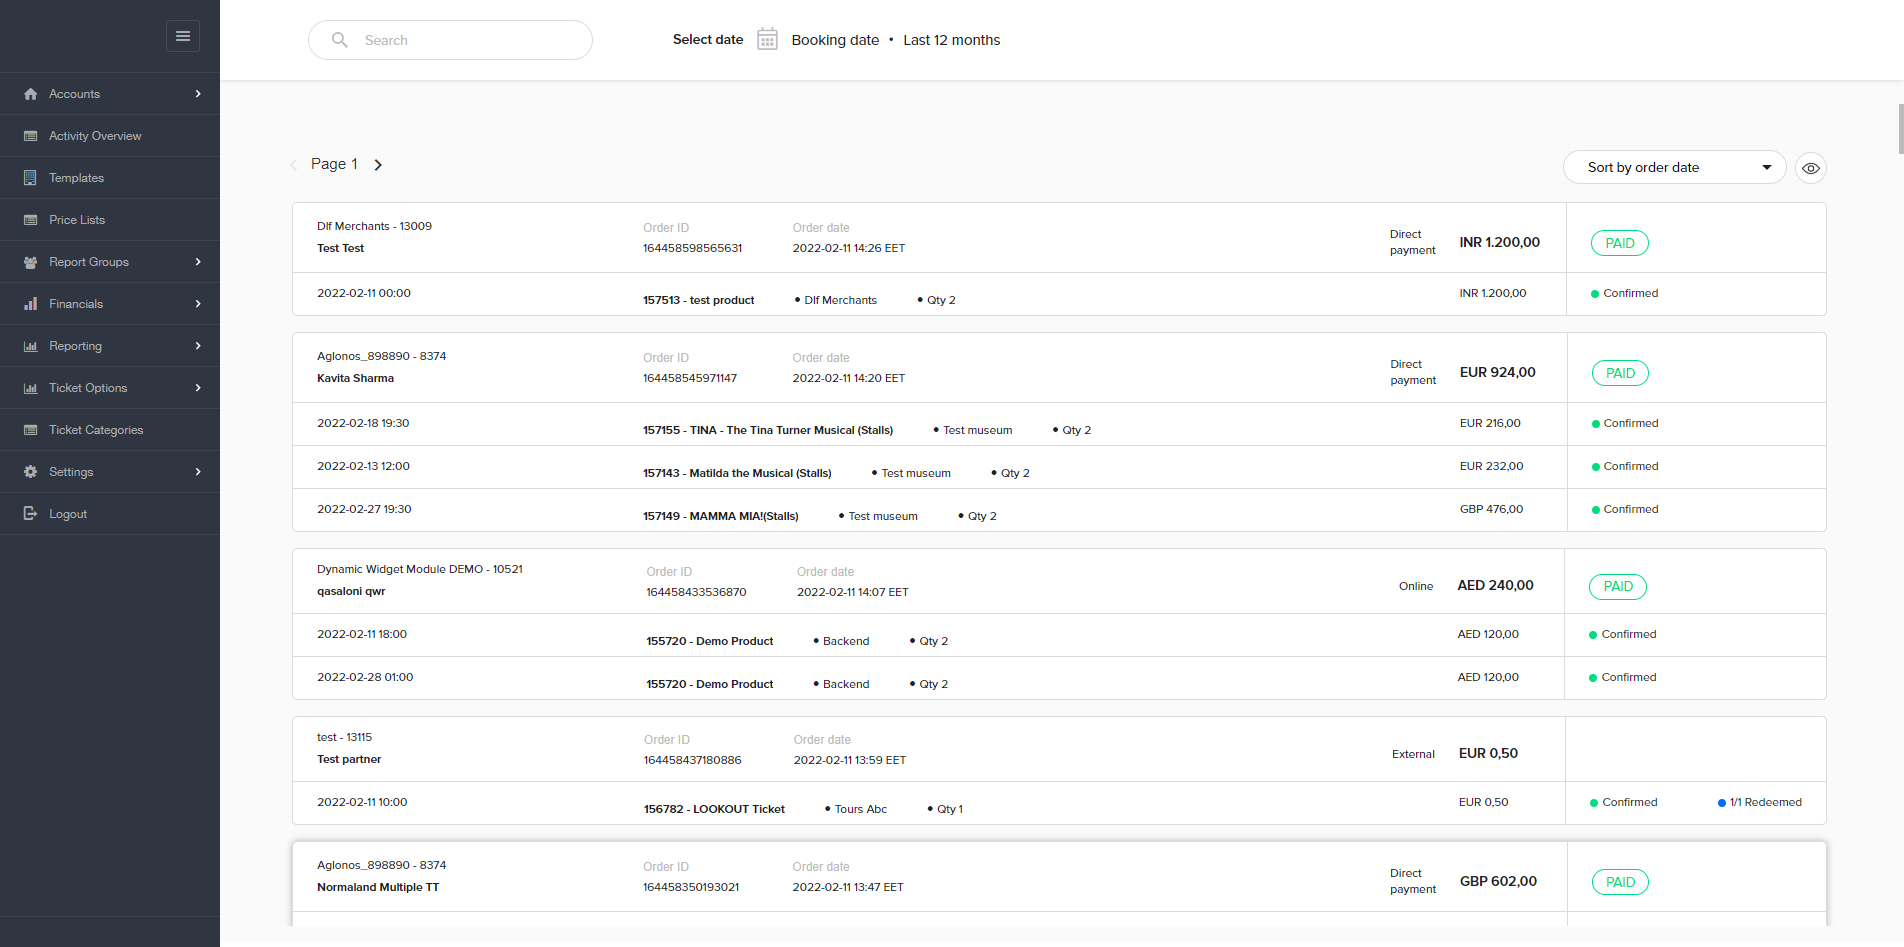 Search
Select date Booking date • Last 12 months
Accounts
Activity Overview
Templates
Price Lists
Report Groups
Financials
Reporting
Ticket Options
Ticket Categories
Settings
Logout
Page 1
Sort by order date
Dlf Merchants - 13009
Test Test
Order ID
164458598565631
Order date
2022-02-11 14:26 EET
Direct
payment
INR 1.200,00
PAID
2022-02-11 00:00
157513 - test product • Dlf Merchants • Qty 2
INR 1.200,00
Confirmed
Aglonos_898890 - 8374
Kavita Sharma
Order ID
164458545971147
Order date
2022-02-11 14:20 EET
Direct
payment
EUR 924,00
PAID
2022-02-18 19:30
157155 - TINA - The Tina Turner Musical (Stalls) • Test museum • Qty 2
EUR 216,00
Confirmed
2022-02-13 12:00
157143 - Matilda the Musical (Stalls) • Test museum • Qty 2
EUR 232,00
Confirmed
2022-02-27 19:30
157149 - MAMMA MIA!(Stalls) • Test museum • Qty 2
GBP 476,00
Confirmed
Dynamic Widget Module DEMO - 10521
qasaloni qwr
Order ID
164458433536870
Order date
2022-02-11 14:07 EET
Online
AED 240,00
PAID
2022-02-11 18:00
155720 - Demo Product • Backend • Qty 2
AED 120,00
Confirmed
2022-02-28 01:00
155720 - Demo Product • Backend • Qty 2
AED 120,00
Confirmed
test - 13115
Test partner
Order ID
164458437180886
Order date
2022-02-11 13:59 EET
External
EUR 0,50
2022-02-11 10:00
156782 - LOOKOUT Ticket • Tours Abc • Qty 1
EUR 0,50
Confirmed
1/1 Redeemed
Aglonos_898890 - 8374
Normaland Multiple TT
Order ID
164458350193021
Order date
2022-02-11 13:47 EET
Direct
payment
GBP 602,00
PAID